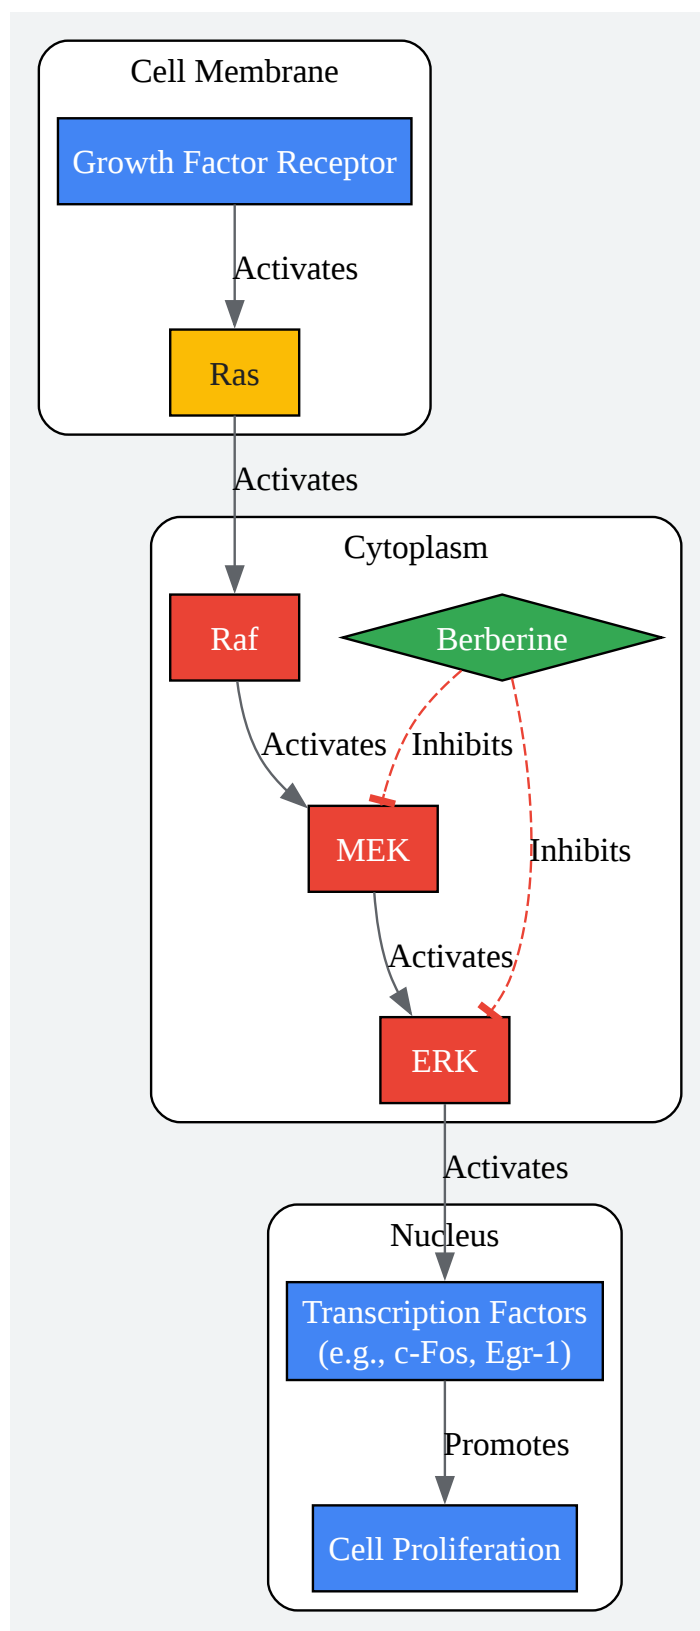 Cell Membrane
Growth Factor Receptor
Activates
Ras
Activates
Cytoplasm
Raf
Berberine
Activates
Inhibits
MEK
Inhibits
Activates
ERK
Activates
Nucleus
Transcription Factors
(e.g., c-Fos, Egr-1)
Promotes
Cell Proliferation